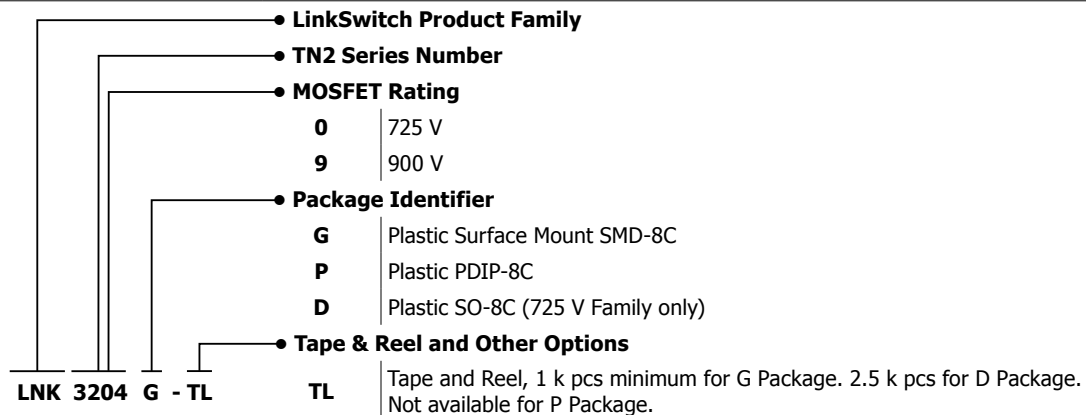 LinkSwitch Product Family
TN2 Series Number
MOSFET Rating
0 725 V
9 900 V
Package Identifier
G Plastic Surface Mount SMD-8C
P Plastic PDIP-8C
D Plastic SO-8C (725 V Family only)
Tape & Reel and Other Options
LNK 3204 G - TL
TL Tape and Reel, 1 k pcs minimum for G Package. 2.5 k pcs for D Package.
Not available for P Package.